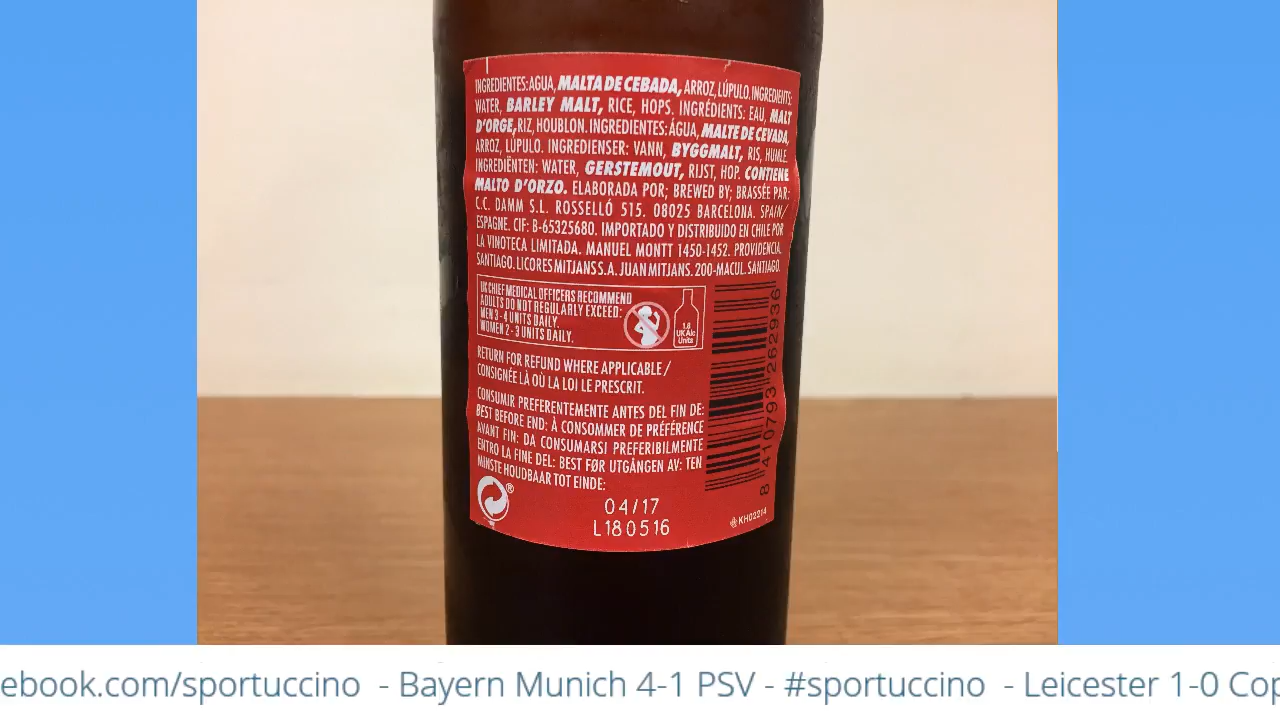 INGREDIENTES: AGUA, MALTA DE CEBADA, ARROZ, LÚPULO. INGREDIENTS:
WATER, BARLEY MALT, RICE, HOPS. INGRÉDIENTS: EAU, MALT
D'ORGE, RIZ, HOUBLON. INGREDIENTES: ÁGUA, MALTE DE CEVADA,
ARROZ, LÚPULO. INGREDIENSER: VANN, BYGGMALT, RIS, HUMLE.
INGREDIËNTEN: WATER, GERSTEMOUT, RIJST, HOP. CONTIENE
MALTO D'ORZO. ELABORADA POR; BREWED BY; BRASSÉE PAR:
C.C. DAMM S.L. ROSSELLÓ 515. 08025 BARCELONA. SPAIN/
ESPAGNE. CIF: B-65325680. IMPORTADO Y DISTRIBUIDO EN CHILE POR
LA VINOTECA LIMITADA. MANUEL MONTT 1450-1452. PROVIDENCIA.
SANTIAGO. LICORES MITJANS S.A. JUAN MITJANS. 200-MACUL. SANTIAGO.
UK CHIEF MEDICAL OFFICERS RECOMMEND
ADULTS DO NOT REGULARLY EXCEED:
MEN 3 - 4 UNITS DAILY.
WOMEN 2 - 3 UNITS DAILY.
1.8
UK Alc
Units
RETURN FOR REFUND WHERE APPLICABLE /
CONSIGNÉE LÀ OÙ LA LOI LE PRESCRIT.
CONSUMIR PREFERENTEMENTE ANTES DEL FIN DE:
BEST BEFORE END: À CONSOMMER DE PRÉFÉRENCE
AVANT FIN: DA CONSUMARSI PREFERIBILMENTE
ENTRO LA FINE DEL: BEST FØR UTGÅNGEN AV: TEN
MINSTE HOUDBAAR TOT EINDE:
8 410793 262936
®
04/17
L180516
KH02214
ebook.com/sportuccino - Bayern Munich 4-1 PSV - #sportuccino - Leicester 1-0 Cop